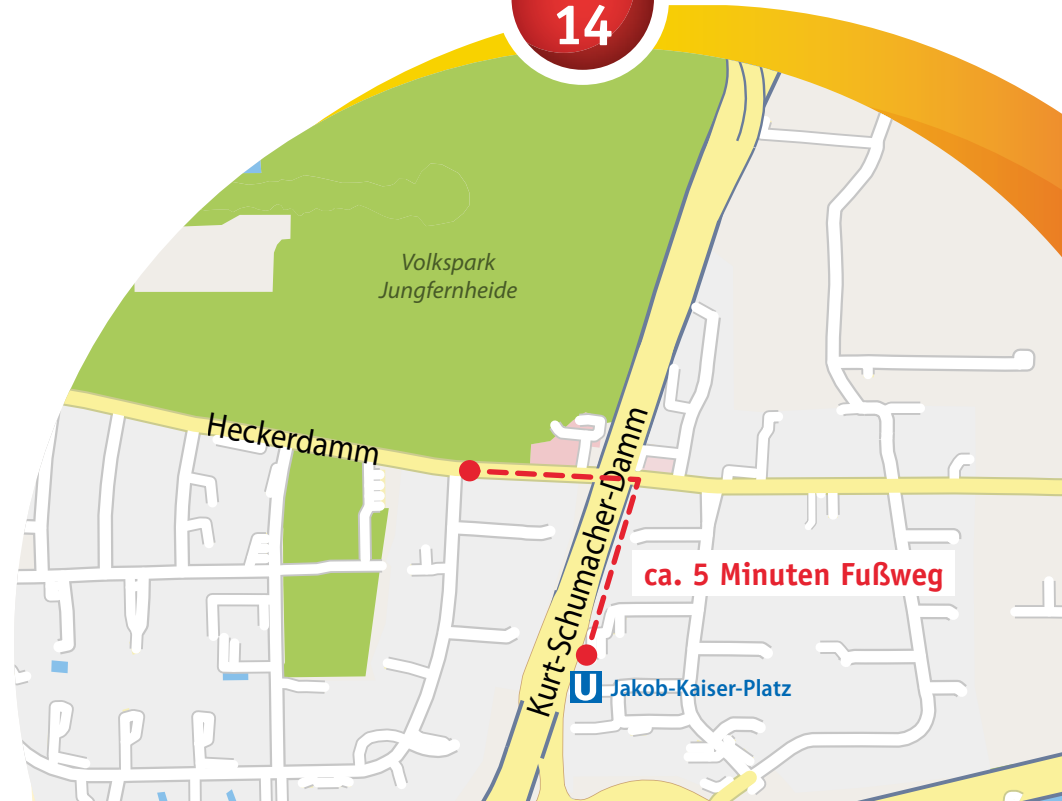 14
Volkspark
Jungfernheide
Heckerdamm
Kurt-Schumacher-Damm
ca. 5 Minuten Fußweg
U Jakob-Kaiser-Platz